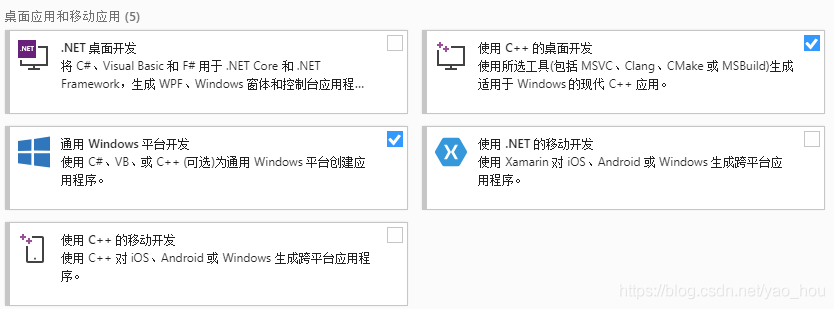 桌面应用和移动应用 (5)
.NET 桌面开发
将 C#、Visual Basic 和 F# 用于 .NET Core 和 .NET
Framework，生成 WPF、Windows 窗体和控制台应用程...
使用 C++ 的桌面开发
使用所选工具(包括 MSVC、Clang、CMake 或 MSBuild)生成
适用于 Windows 的现代 C++ 应用。
通用 Windows 平台开发
使用 C#、VB、或 C++ (可选)为通用 Windows 平台创建应
用程序。
使用 .NET 的移动开发
使用 Xamarin 对 iOS、Android 或 Windows 生成跨平台应
用程序。
使用 C++ 的移动开发
使用 C++ 对 iOS、Android 或 Windows 生成跨平台应用程
序。
.NET
https://blog.csdn.net/yao_hou